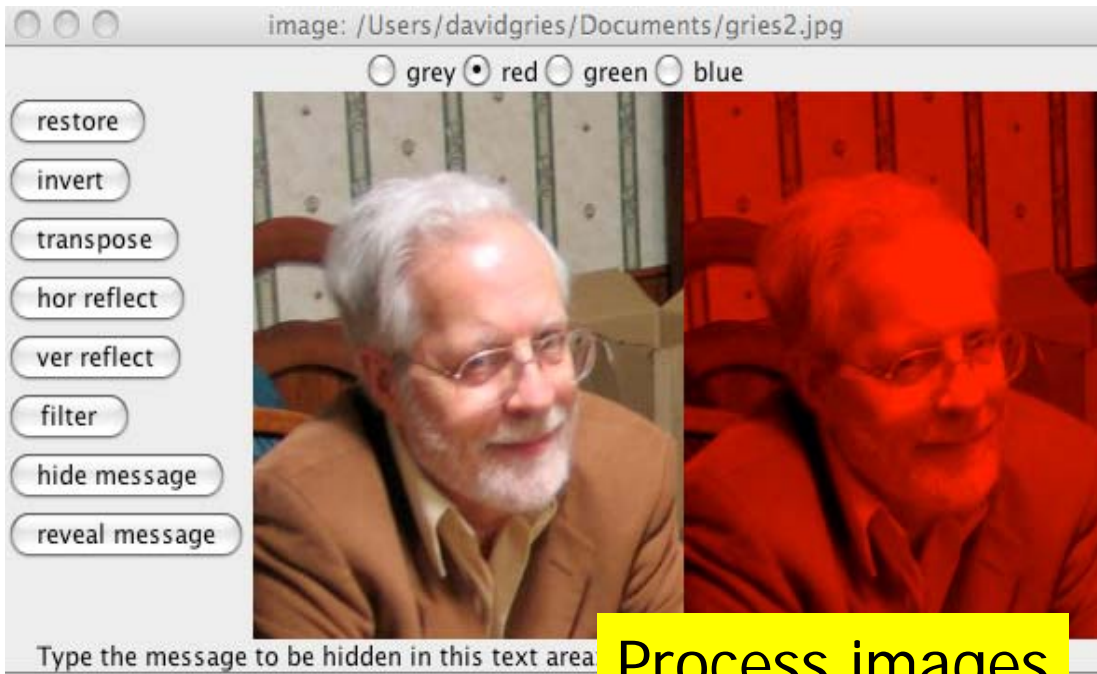 image: /Users/davidgries/Documents/gries2.jpg
grey red green blue
restore
invert
transpose
hor reflect
ver reflect
filter
hide message
reveal message
Type the message to be hidden in this text area:
Process images